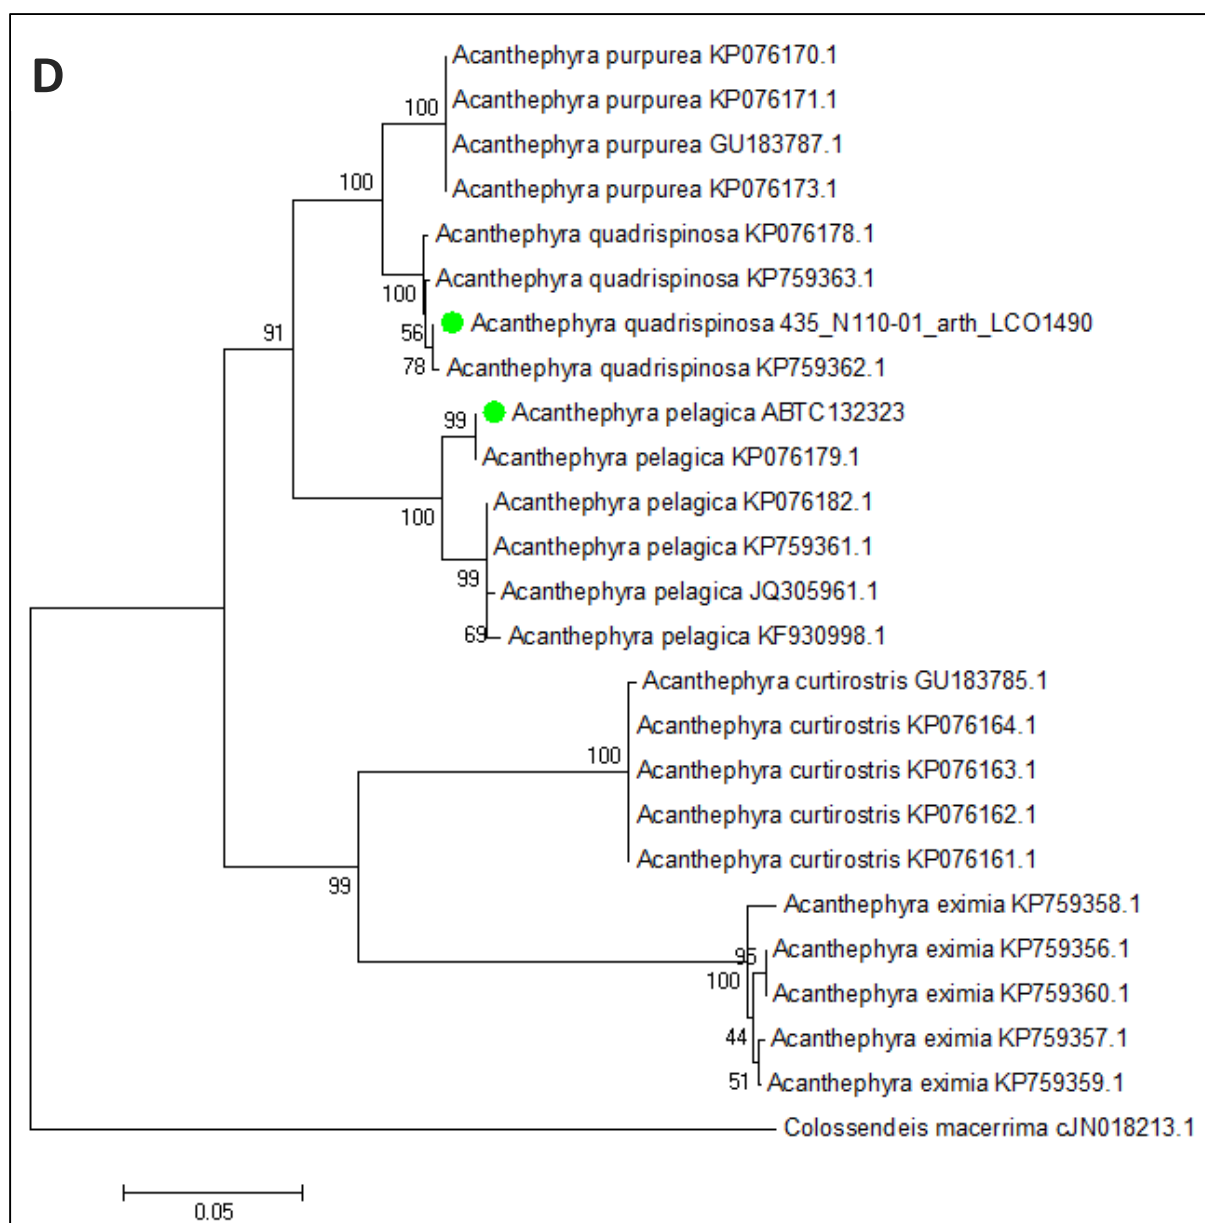 D
Acanthephyra purpurea KP076170.1
100
Acanthephyra purpurea KP076171.1
Acanthephyra purpurea GU183787.1
100
Acanthephyra purpurea KP076173.1
Acanthephyra quadrispinosa KP076178.1
Acanthephyra quadrispinosa KP759363.1
100
91
56
Acanthephyra quadrispinosa 435_N110-01_arth_LCO1490
78
Acanthephyra quadrispinosa KP759362.1
99
Acanthephyra pelagica ABTC132323
Acanthephyra pelagica KP076179.1
100
Acanthephyra pelagica KP076182.1
Acanthephyra pelagica KP759361.1
99
Acanthephyra pelagica JQ305961.1
69
Acanthephyra pelagica KF930998.1
Acanthephyra curtirostris GU183785.1
Acanthephyra curtirostris KP076164.1
100
Acanthephyra curtirostris KP076163.1
Acanthephyra curtirostris KP076162.1
Acanthephyra curtirostris KP076161.1
99
Acanthephyra eximia KP759358.1
95
Acanthephyra eximia KP759356.1
100
Acanthephyra eximia KP759360.1
44
Acanthephyra eximia KP759357.1
51
Acanthephyra eximia KP759359.1
Colossendeis macerrima cJN018213.1
0.05